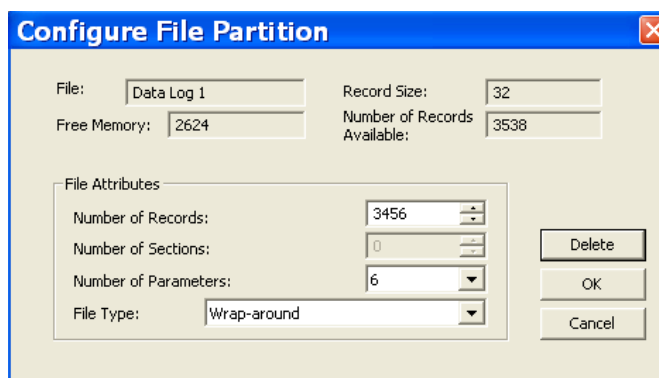 Configure File Partition
File: Data Log 1 Record Size: 32
Free Memory: 2624 Number of Records Available: 3538
File Attributes
Number of Records: 3456
Number of Sections: 0
Number of Parameters: 6
File Type: Wrap-around
Delete
OK
Cancel